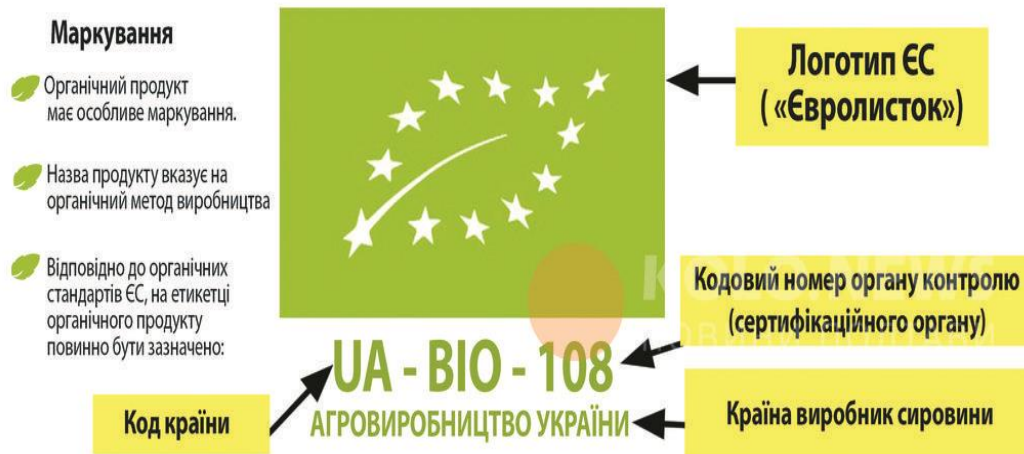 Маркування
Органічний продукт
має особливе маркування.
Назва продукту вказує на
органічний метод виробництва
Відповідно до органічних
стандартів ЄС, на етикетці
органічного продукту
повинно бути зазначено:
Код країни
UA - BIO - 108
АГРОВИРОБНИЦТВО УКРАЇНИ
Логотип ЄС
( «Євролисток»)
KOLO.NEWS
Кодовий номер органу контролю
(сертифікаційного органу)
Країна виробник сировини